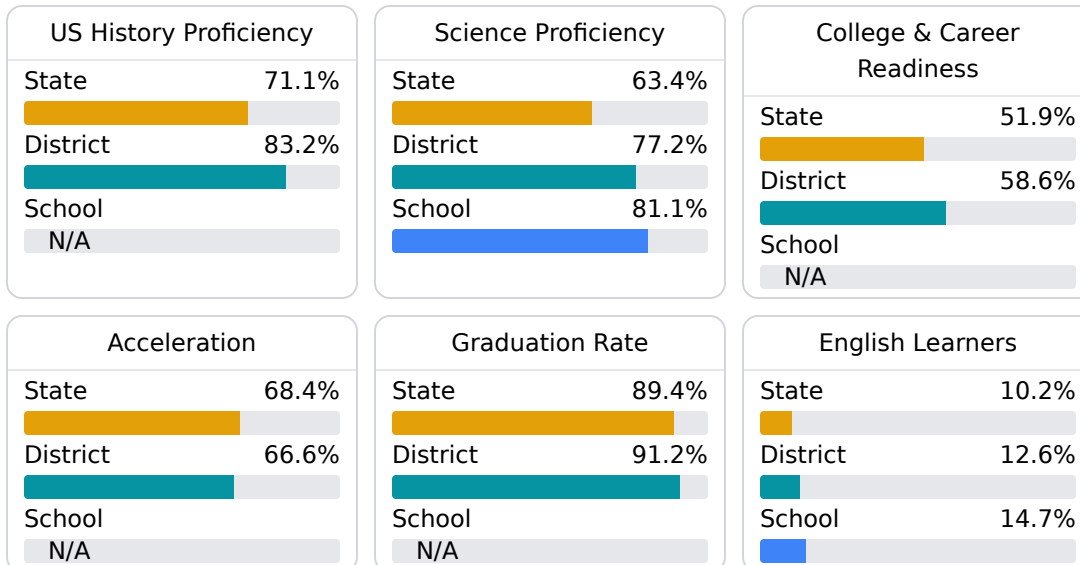 US History Proficiency
State 71.1%
District 83.2%
School
N/A
Science Proficiency
State 63.4%
District 77.2%
School 81.1%
College & Career
Readiness
State 51.9%
District 58.6%
School
N/A
Acceleration
State 68.4%
District 66.6%
School
N/A
Graduation Rate
State 89.4%
District 91.2%
School
N/A
English Learners
State 10.2%
District 12.6%
School 14.7%